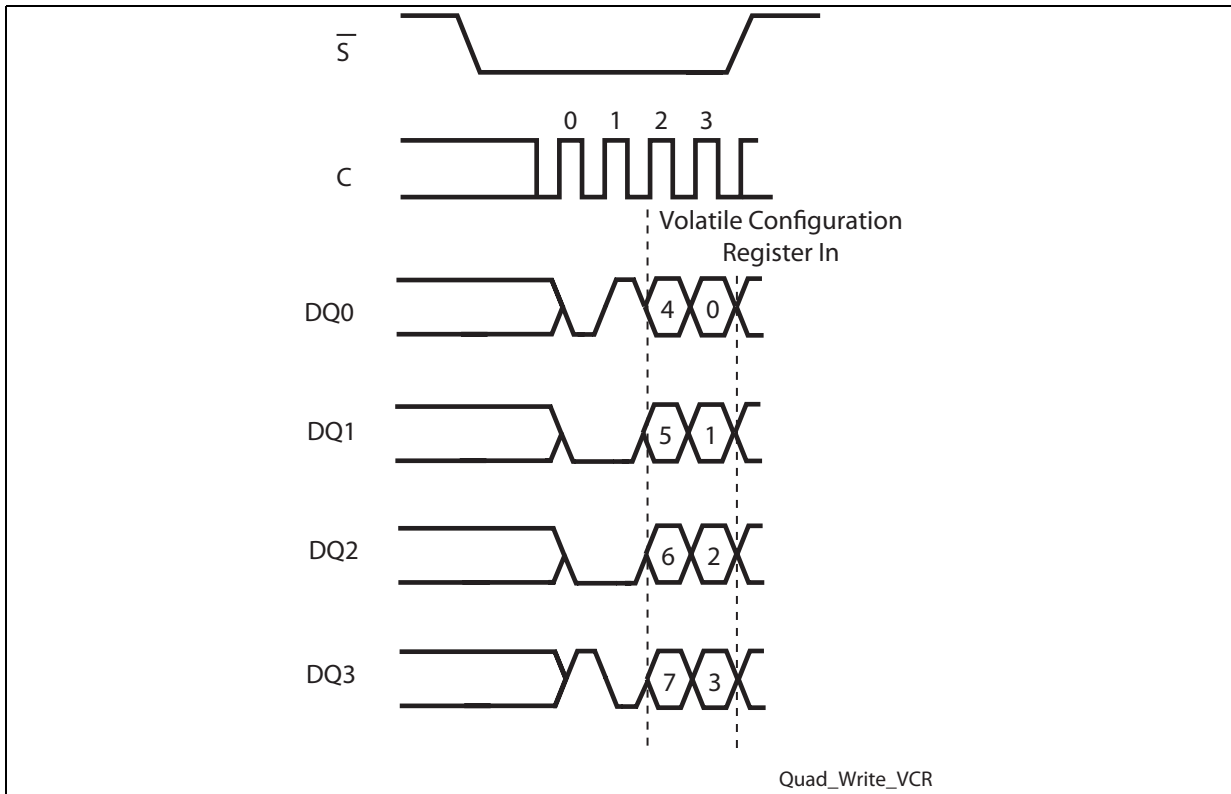 S
0 1 2 3
C
Volatile Configuration
Register In
DQ0
4 0
DQ1
5 1
DQ2
6 2
DQ3
7 3
Quad_Write_VCR